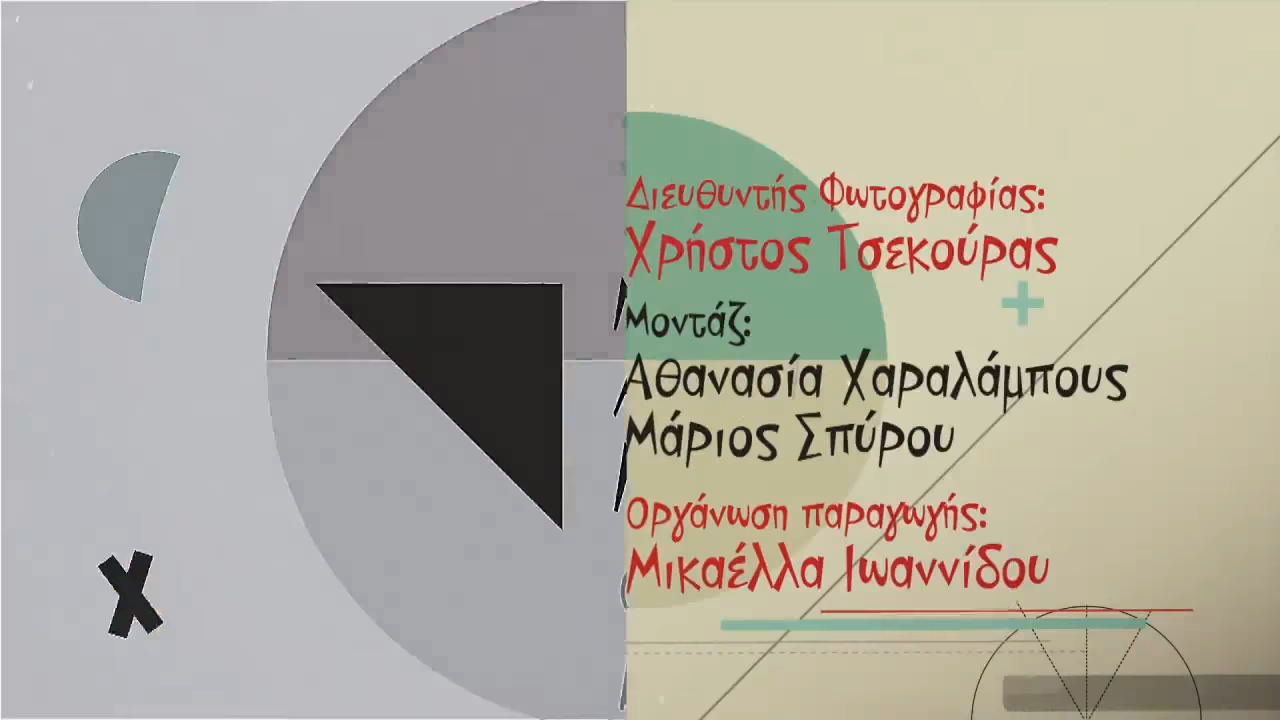 Διευθυντής Φωτογραφίας:
Χρήστος Τσεκούρας
Μοντάζ:
Αθανασία Χαραλάμπους
Μάριος Σπύρου
Οργάνωση παραγωγής:
Μικαέλλα Ιωαννίδου